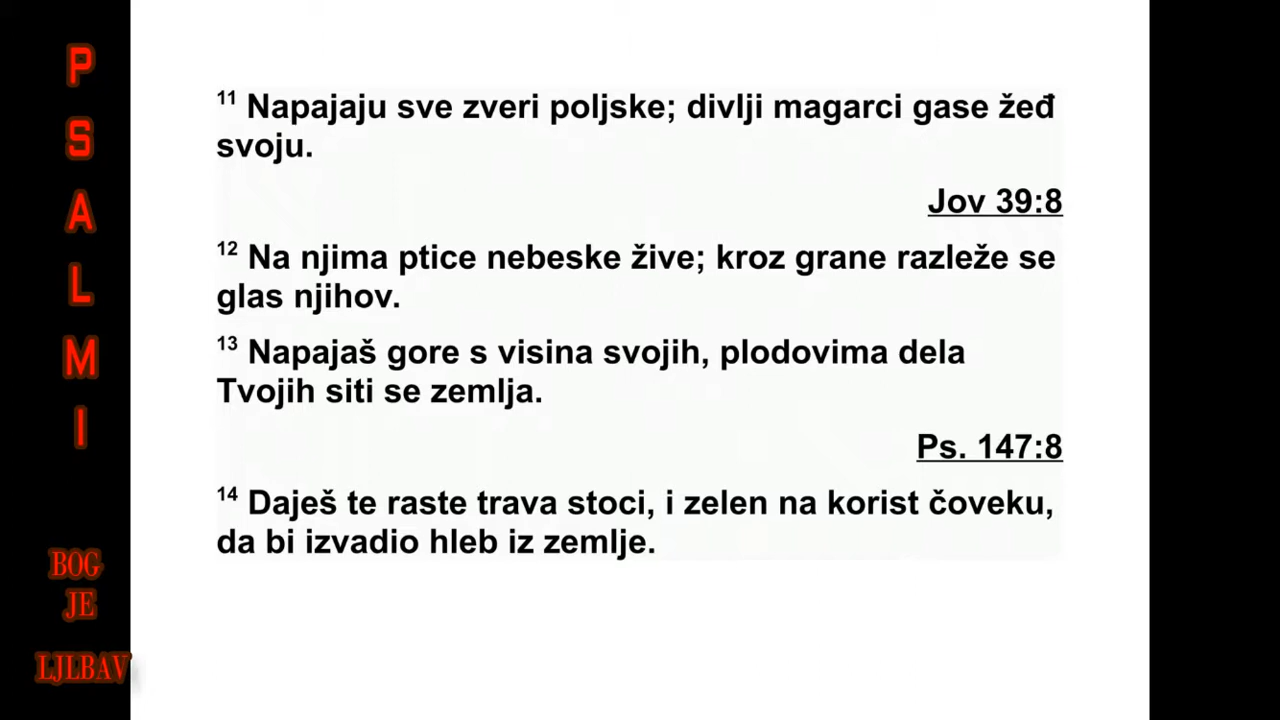 P
S
A
L
M
I
BOG
JE
LJLBAV
11 Napajaju sve zveri poljske; divlji magarci gase žeđ
svoju.
Jov 39:8
12 Na njima ptice nebeske žive; kroz grane razleže se
glas njihov.
13 Napajaš gore s visina svojih, plodovima dela
Tvojih siti se zemlja.
Ps. 147:8
14 Daješ te raste trava stoci, i zelen na korist čoveku,
da bi izvadio hleb iz zemlje.